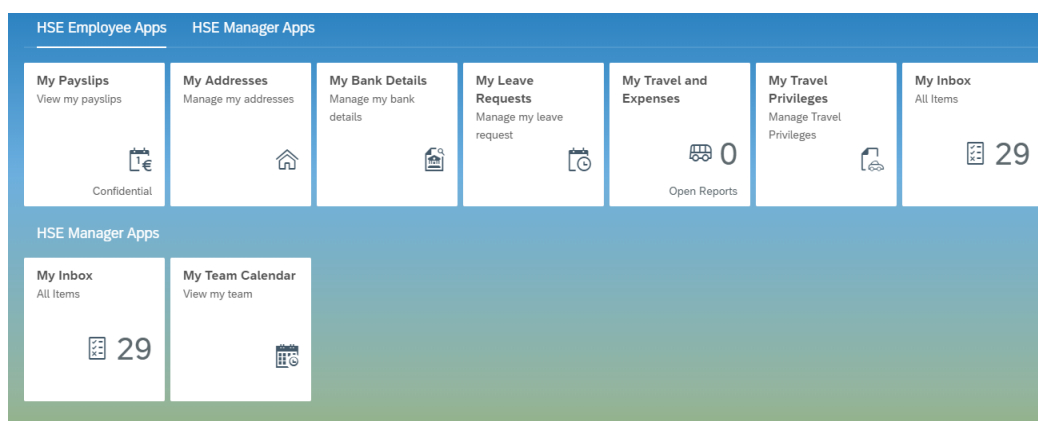 HSE Employee Apps
HSE Manager Apps
My Payslips
View my payslips
1 €
Confidential
My Addresses
Manage my addresses
My Bank Details
Manage my bank
details
My Leave
Requests
Manage my leave
request
My Travel and
Expenses
0
Open Reports
My Travel
Privileges
Manage Travel
Privileges
My Inbox
All Items
29
HSE Manager Apps
My Inbox
All Items
29
My Team Calendar
View my team